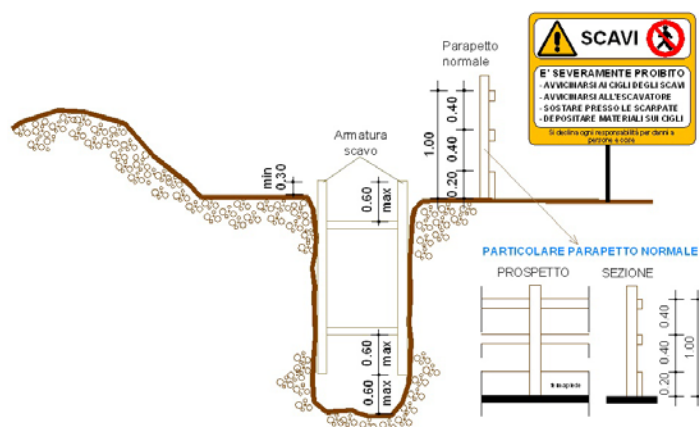 Parapetto
normale
SCAVI
E' SEVERAMENTE PROIBITO
- AVVICINARSI AI CIGLI DEGLI SCAVI
- AVVICINARSI ALL'ESCAVATORE
- SOSTARE PRESSO LE SCARPATE
- DEPOSITARE MATERIALI SUI CIGLI
Si declina ogni responsabilità per danni a
persone e cose
Armatura
scavo
min
0.30
0.60
max
1.00
0.40
0.40
0.20
PARTICOLARE PARAPETTO NORMALE
PROSPETTO
SEZIONE
0.60
max
0.60
max
0.40
0.40
0.20
1.00